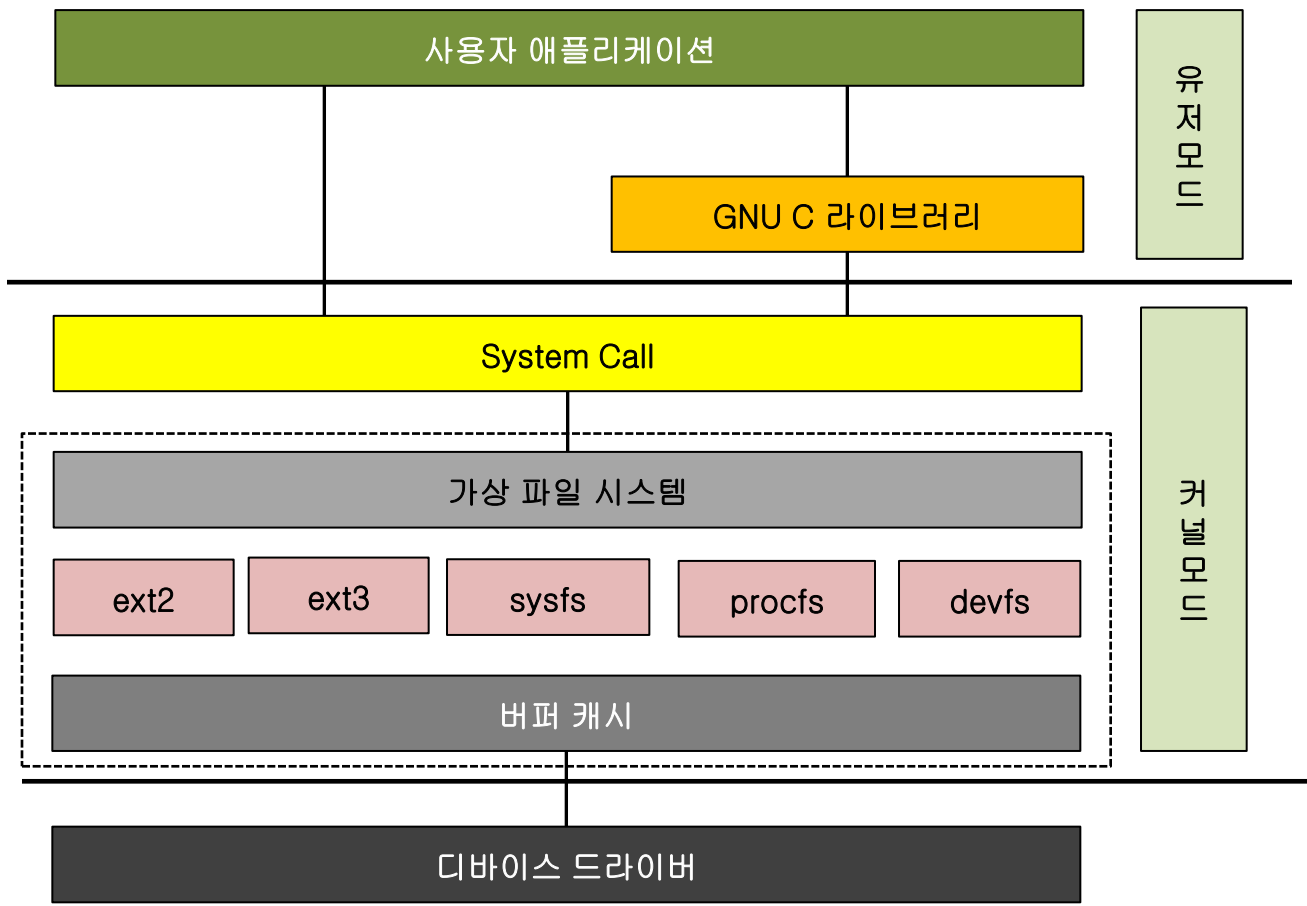 사용자 애플리케이션
유
저
모
드
GNU C 라이브러리
System Call
가상 파일 시스템
커
널
모
드
ext2
ext3
sysfs
procfs
devfs
버퍼 캐시
디바이스 드라이버